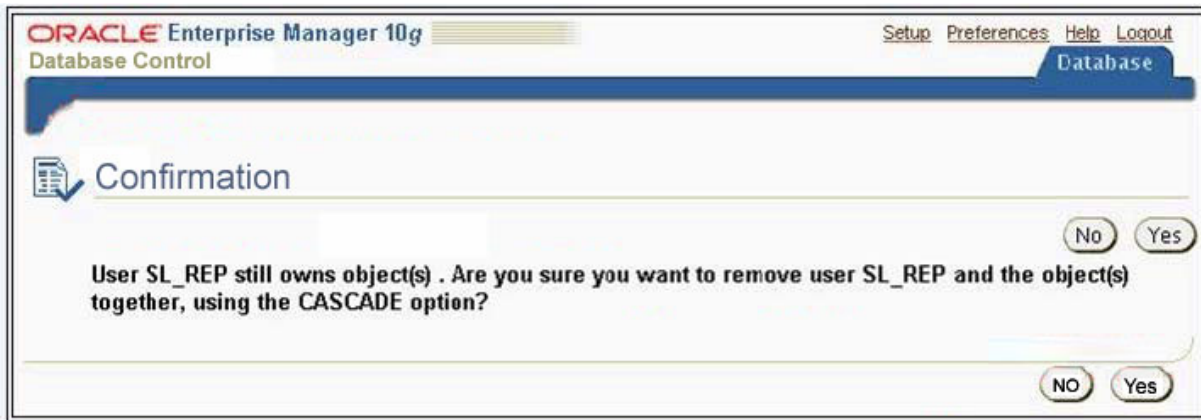 ORACLE Enterprise Manager 10g
Database Control
Setup Preferences Help Logout
Database
Confirmation
No Yes
User SL_REP still owns object(s) . Are you sure you want to remove user SL_REP and the object(s)
together, using the CASCADE option?
NO Yes